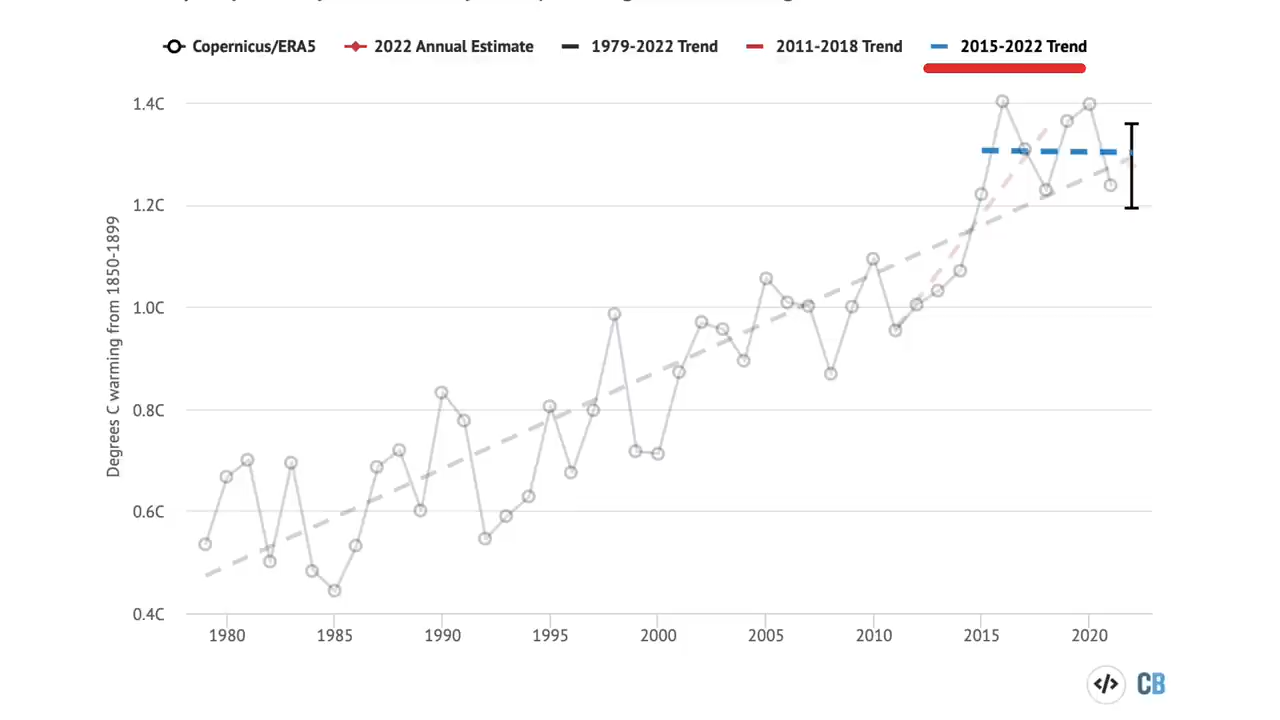 Copernicus/ERA5 2022 Annual Estimate 1979-2022 Trend 2011-2018 Trend 2015-2022 Trend
Degrees C warming from 1850-1899
1.4C
1.2C
1.0C
0.8C
0.6C
0.4C
1980 1985 1990 1995 2000 2005 2010 2015 2020
</> CB